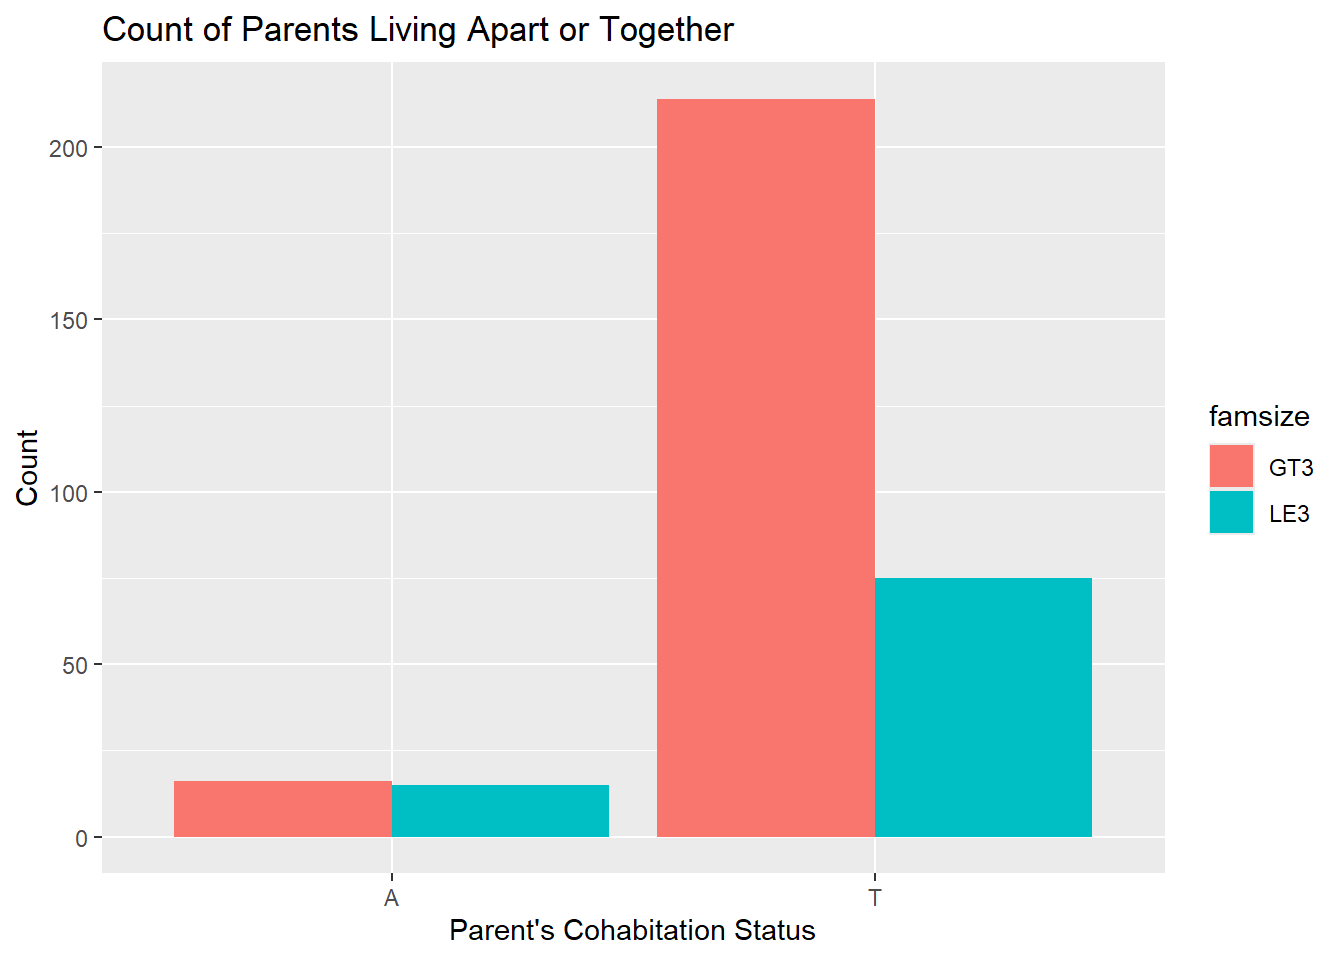 Count of Parents Living Apart or Together
200
150
100
50
0
Count
A
T
Parent's Cohabitation Status
famsize
GT3
LE3